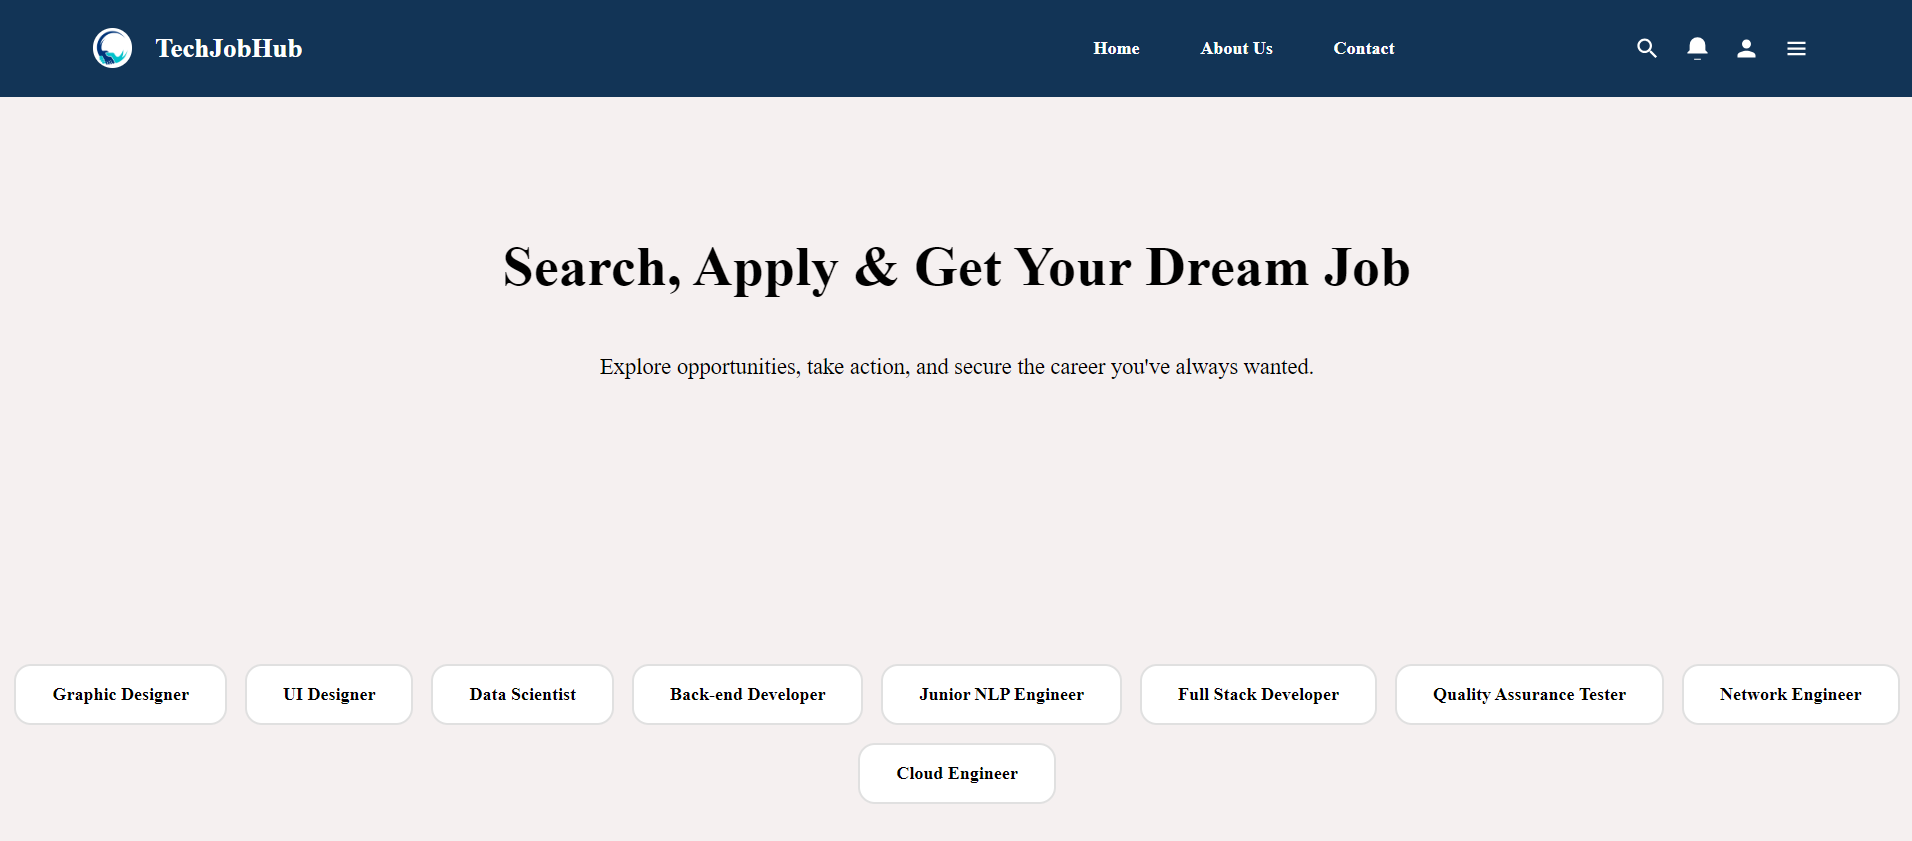 TechJobHub Home About Us Contact
Search, Apply & Get Your Dream Job
Explore opportunities, take action, and secure the career you've always wanted.
Graphic Designer UI Designer Data Scientist Back-end Developer Junior NLP Engineer Full Stack Developer Quality Assurance Tester Network Engineer
Cloud Engineer